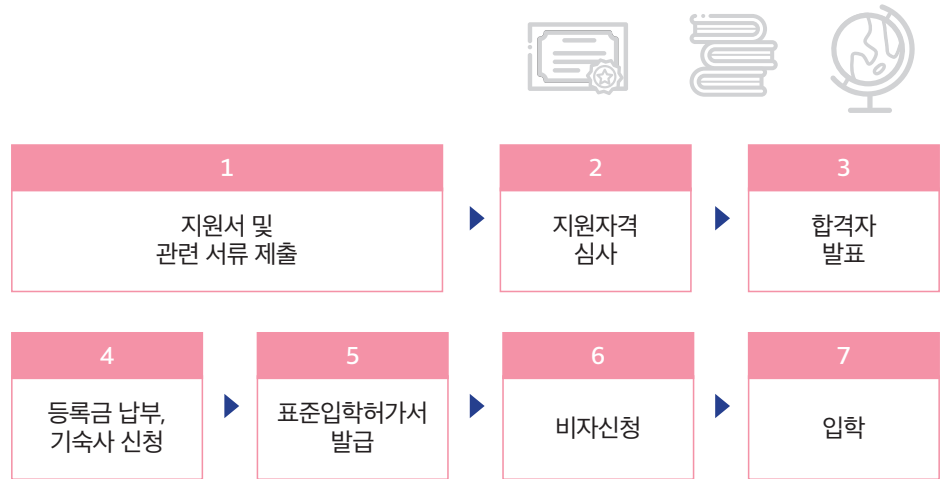 1
지원서 및
관련 서류 제출
2
지원자격
심사
3
합격자
발표
4
등록금 납부,
기숙사 신청
5
표준입학허가서
발급
6
비자신청
7
입학